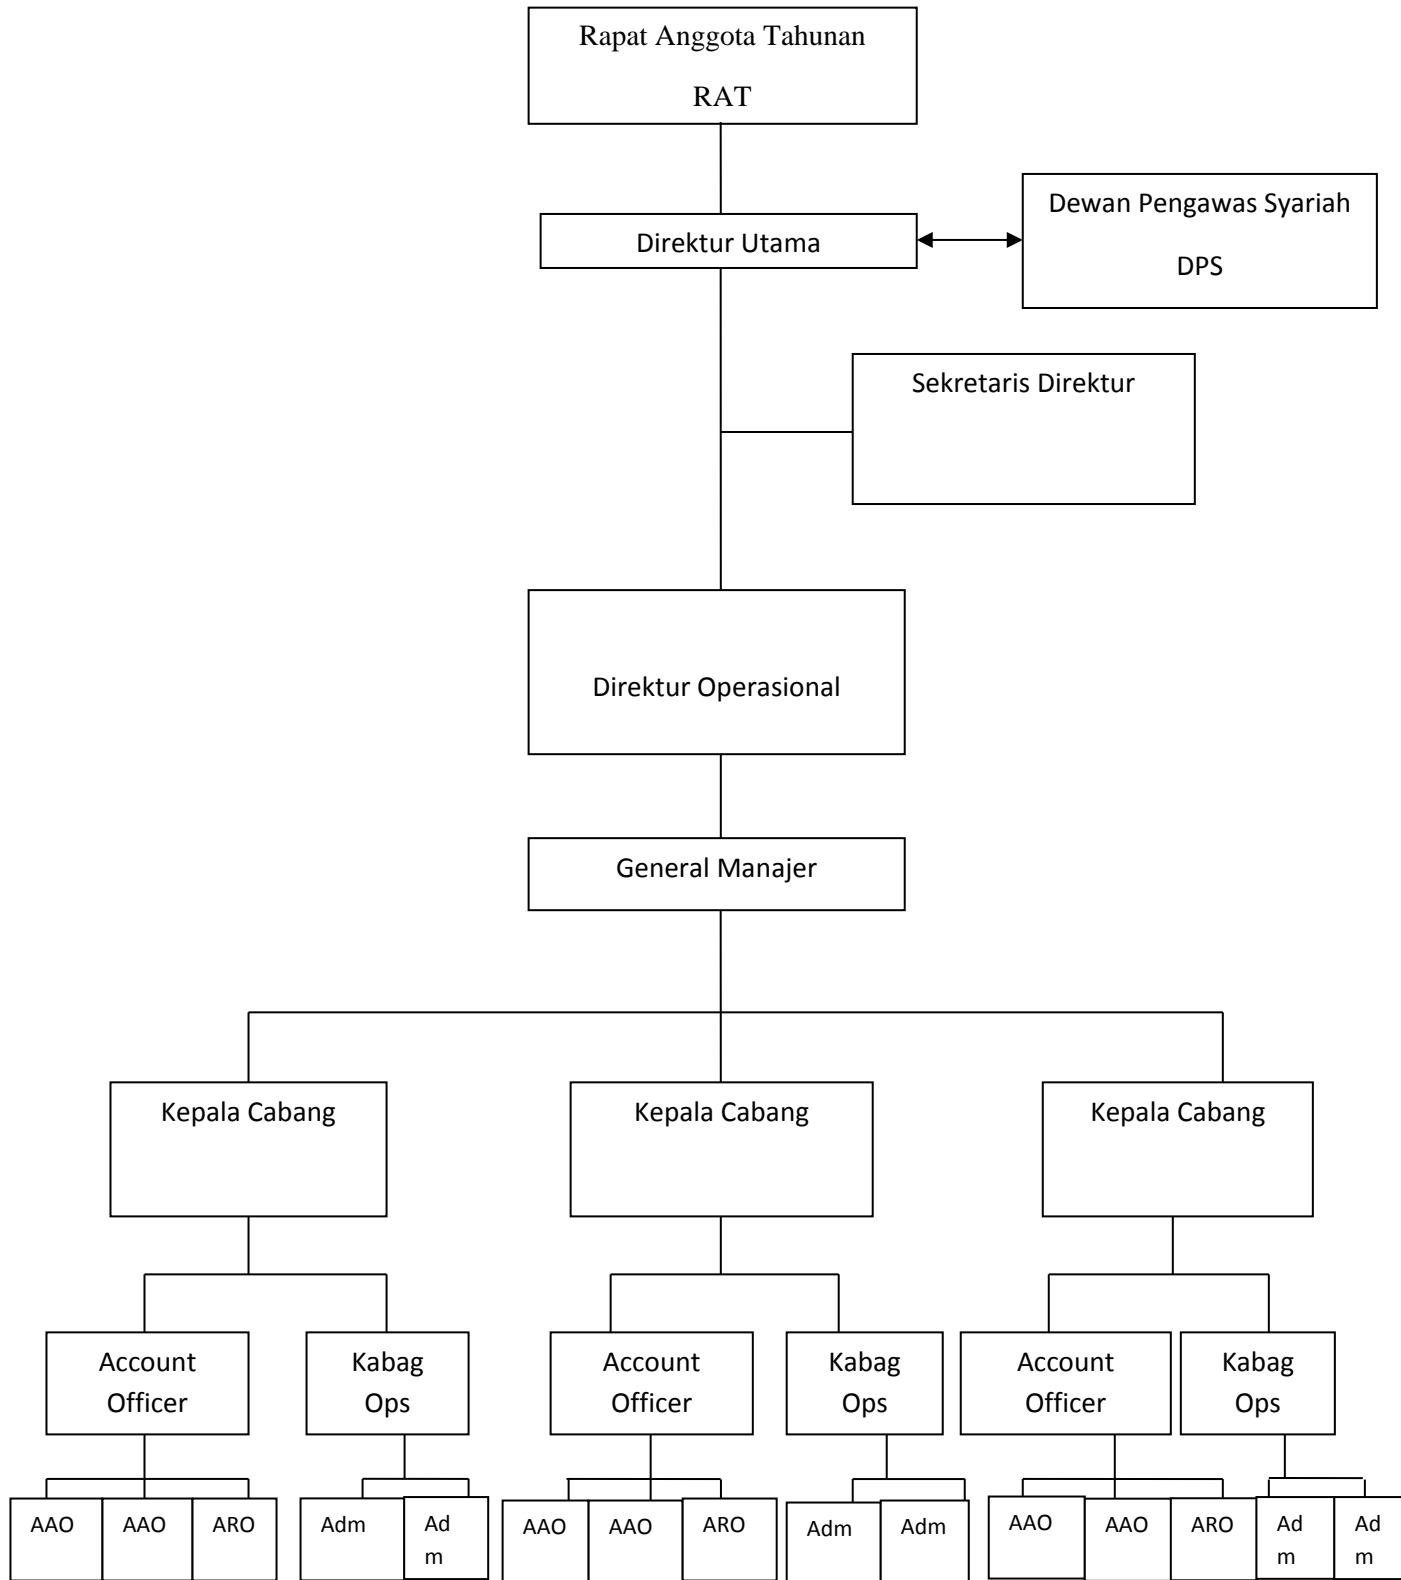 Rapat Anggota Tahunan
RAT
Dewan Pengawas Syariah
DPS
Direktur Utama
Sekretaris Direktur
Direktur Operasional
General Manajer
Kepala Cabang
Kepala Cabang
Kepala Cabang
Account
Officer
Kabag
Ops
Account
Officer
Kabag
Ops
Account
Officer
Kabag
Ops
AAO
AAO
ARO
Adm
Ad
m
AAO
AAO
ARO
Adm
Adm
AAO
AAO
ARO
Ad
m
Ad
m